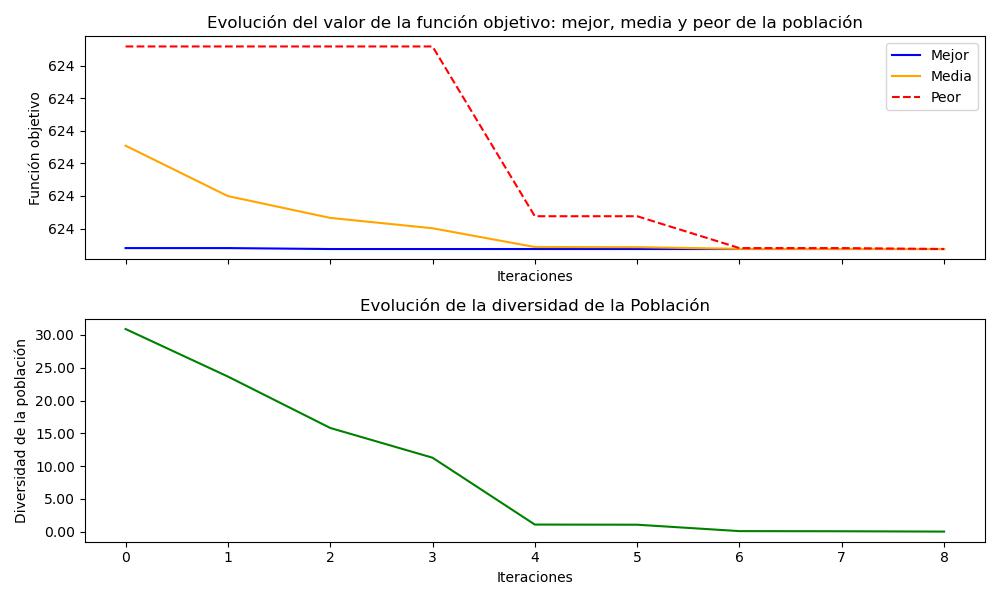 Evolución del valor de la función objetivo: mejor, media y peor de la población
Función objetivo
624
624
624
624
624
624
Mejor
Media
Peor
Iteraciones
Evolución de la diversidad de la Población
Diversidad de la población
30.00
25.00
20.00
15.00
10.00
5.00
0.00
0 1 2 3 4 5 6 7 8
Iteraciones